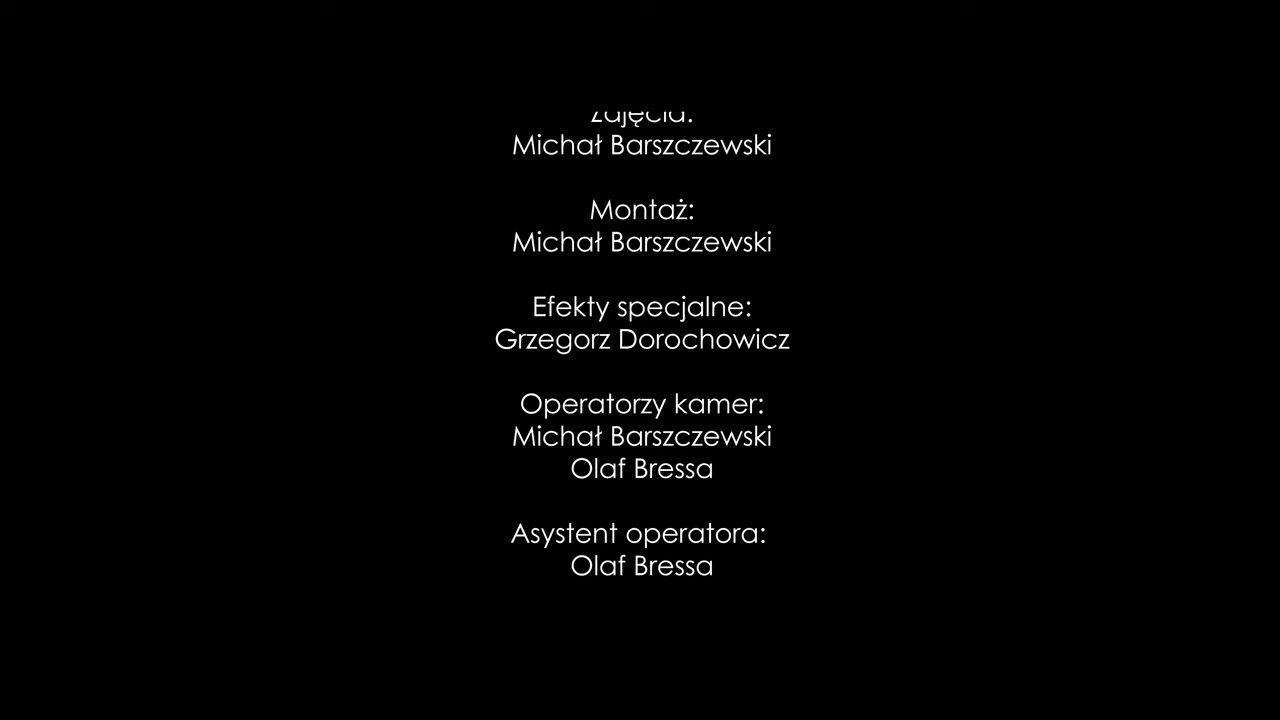 Zdjęcia:
Michał Barszczewski
Montaż:
Michał Barszczewski
Efekty specjalne:
Grzegorz Dorochowicz
Operatorzy kamer:
Michał Barszczewski
Olaf Bressa
Asystent operatora:
Olaf Bressa